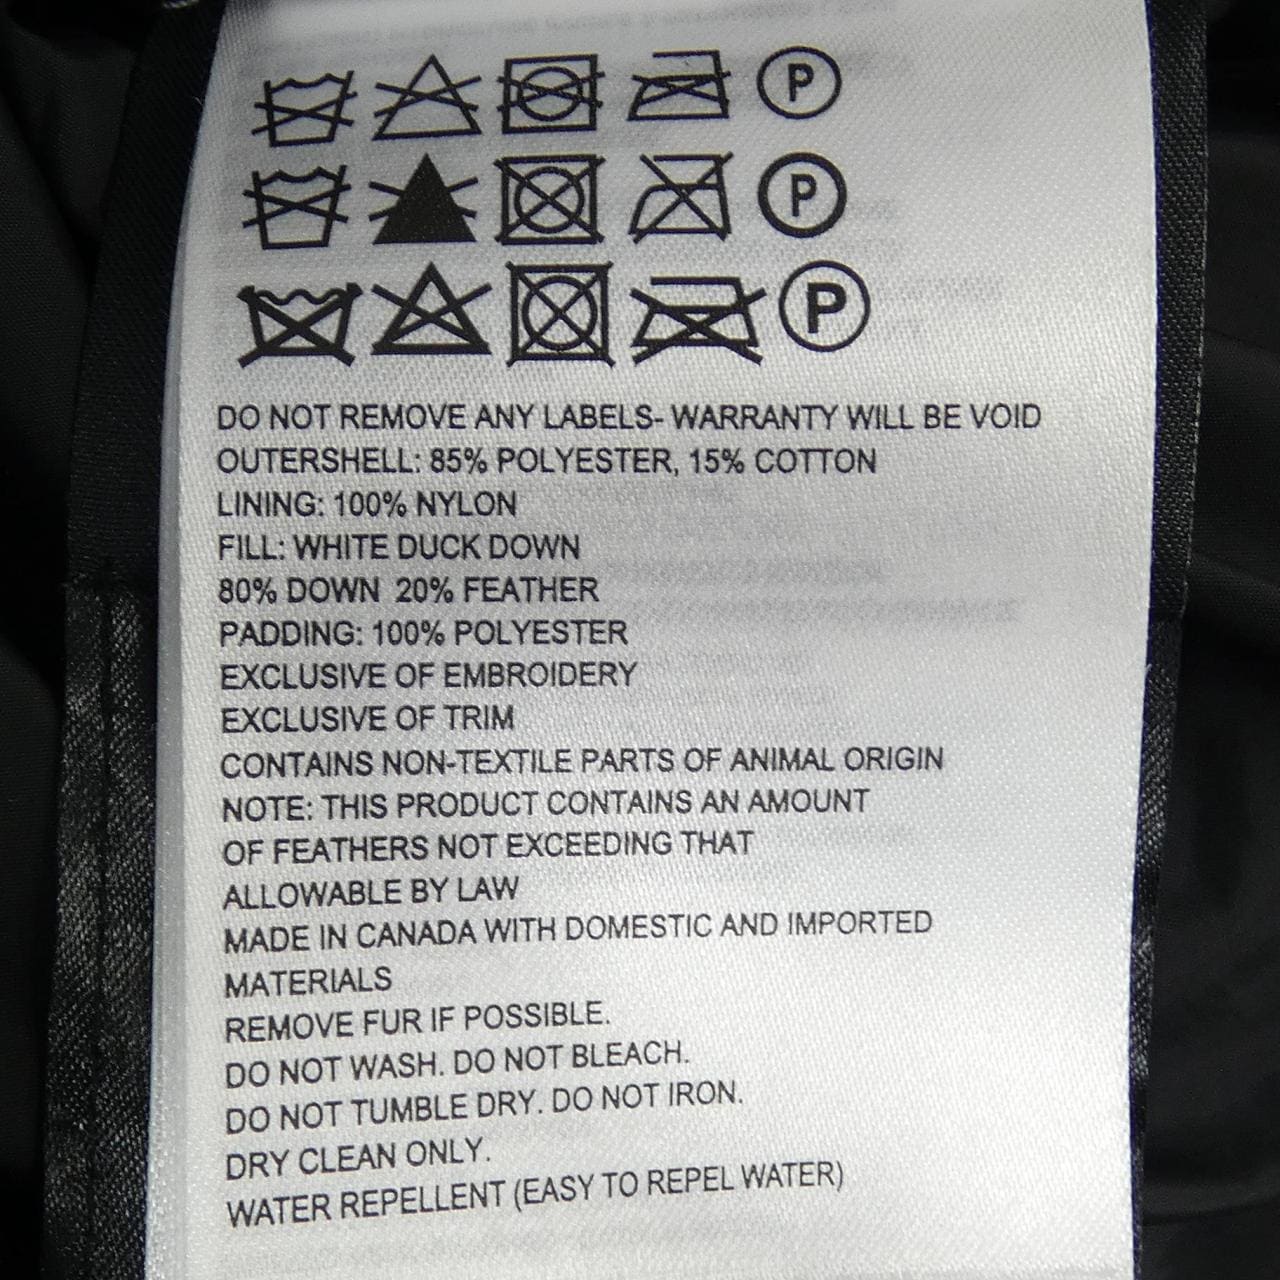 P
P
P
DO NOT REMOVE ANY LABELS- WARRANTY WILL BE VOID
OUTERSHELL: 85% POLYESTER, 15% COTTON
LINING: 100% NYLON
FILL: WHITE DUCK DOWN
80% DOWN 20% FEATHER
PADDING: 100% POLYESTER
EXCLUSIVE OF EMBROIDERY
EXCLUSIVE OF TRIM
CONTAINS NON-TEXTILE PARTS OF ANIMAL ORIGIN
NOTE: THIS PRODUCT CONTAINS AN AMOUNT
OF FEATHERS NOT EXCEEDING THAT
ALLOWABLE BY LAW
MADE IN CANADA WITH DOMESTIC AND IMPORTED
MATERIALS
REMOVE FUR IF POSSIBLE.
DO NOT WASH. DO NOT BLEACH.
DO NOT TUMBLE DRY. DO NOT IRON.
DRY CLEAN ONLY.
WATER REPELLENT (EASY TO REPEL WATER)